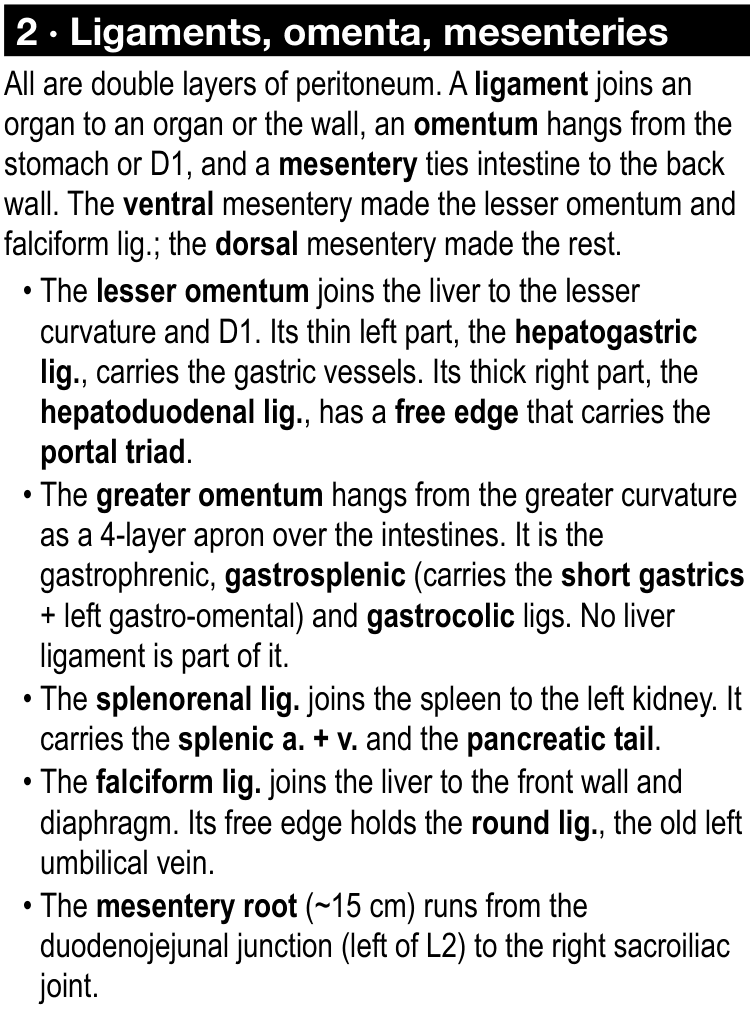 2 · Ligaments, omenta, mesenteries
All are double layers of peritoneum. A ligament joins an
organ to an organ or the wall, an omentum hangs from the
stomach or D1, and a mesentery ties intestine to the back
wall. The ventral mesentery made the lesser omentum and
falciform lig.; the dorsal mesentery made the rest.
• The lesser omentum joins the liver to the lesser
curvature and D1. Its thin left part, the hepatogastric
lig., carries the gastric vessels. Its thick right part, the
hepatoduodenal lig., has a free edge that carries the
portal triad.
• The greater omentum hangs from the greater curvature
as a 4-layer apron over the intestines. It is the
gastrophrenic, gastrosplenic (carries the short gastrics
+ left gastro-omental) and gastrocolic ligs. No liver
ligament is part of it.
• The splenorenal lig. joins the spleen to the left kidney. It
carries the splenic a. + v. and the pancreatic tail.
• The falciform lig. joins the liver to the front wall and
diaphragm. Its free edge holds the round lig., the old left
umbilical vein.
• The mesentery root (~15 cm) runs from the
duodenojejunal junction (left of L2) to the right sacroiliac
joint.